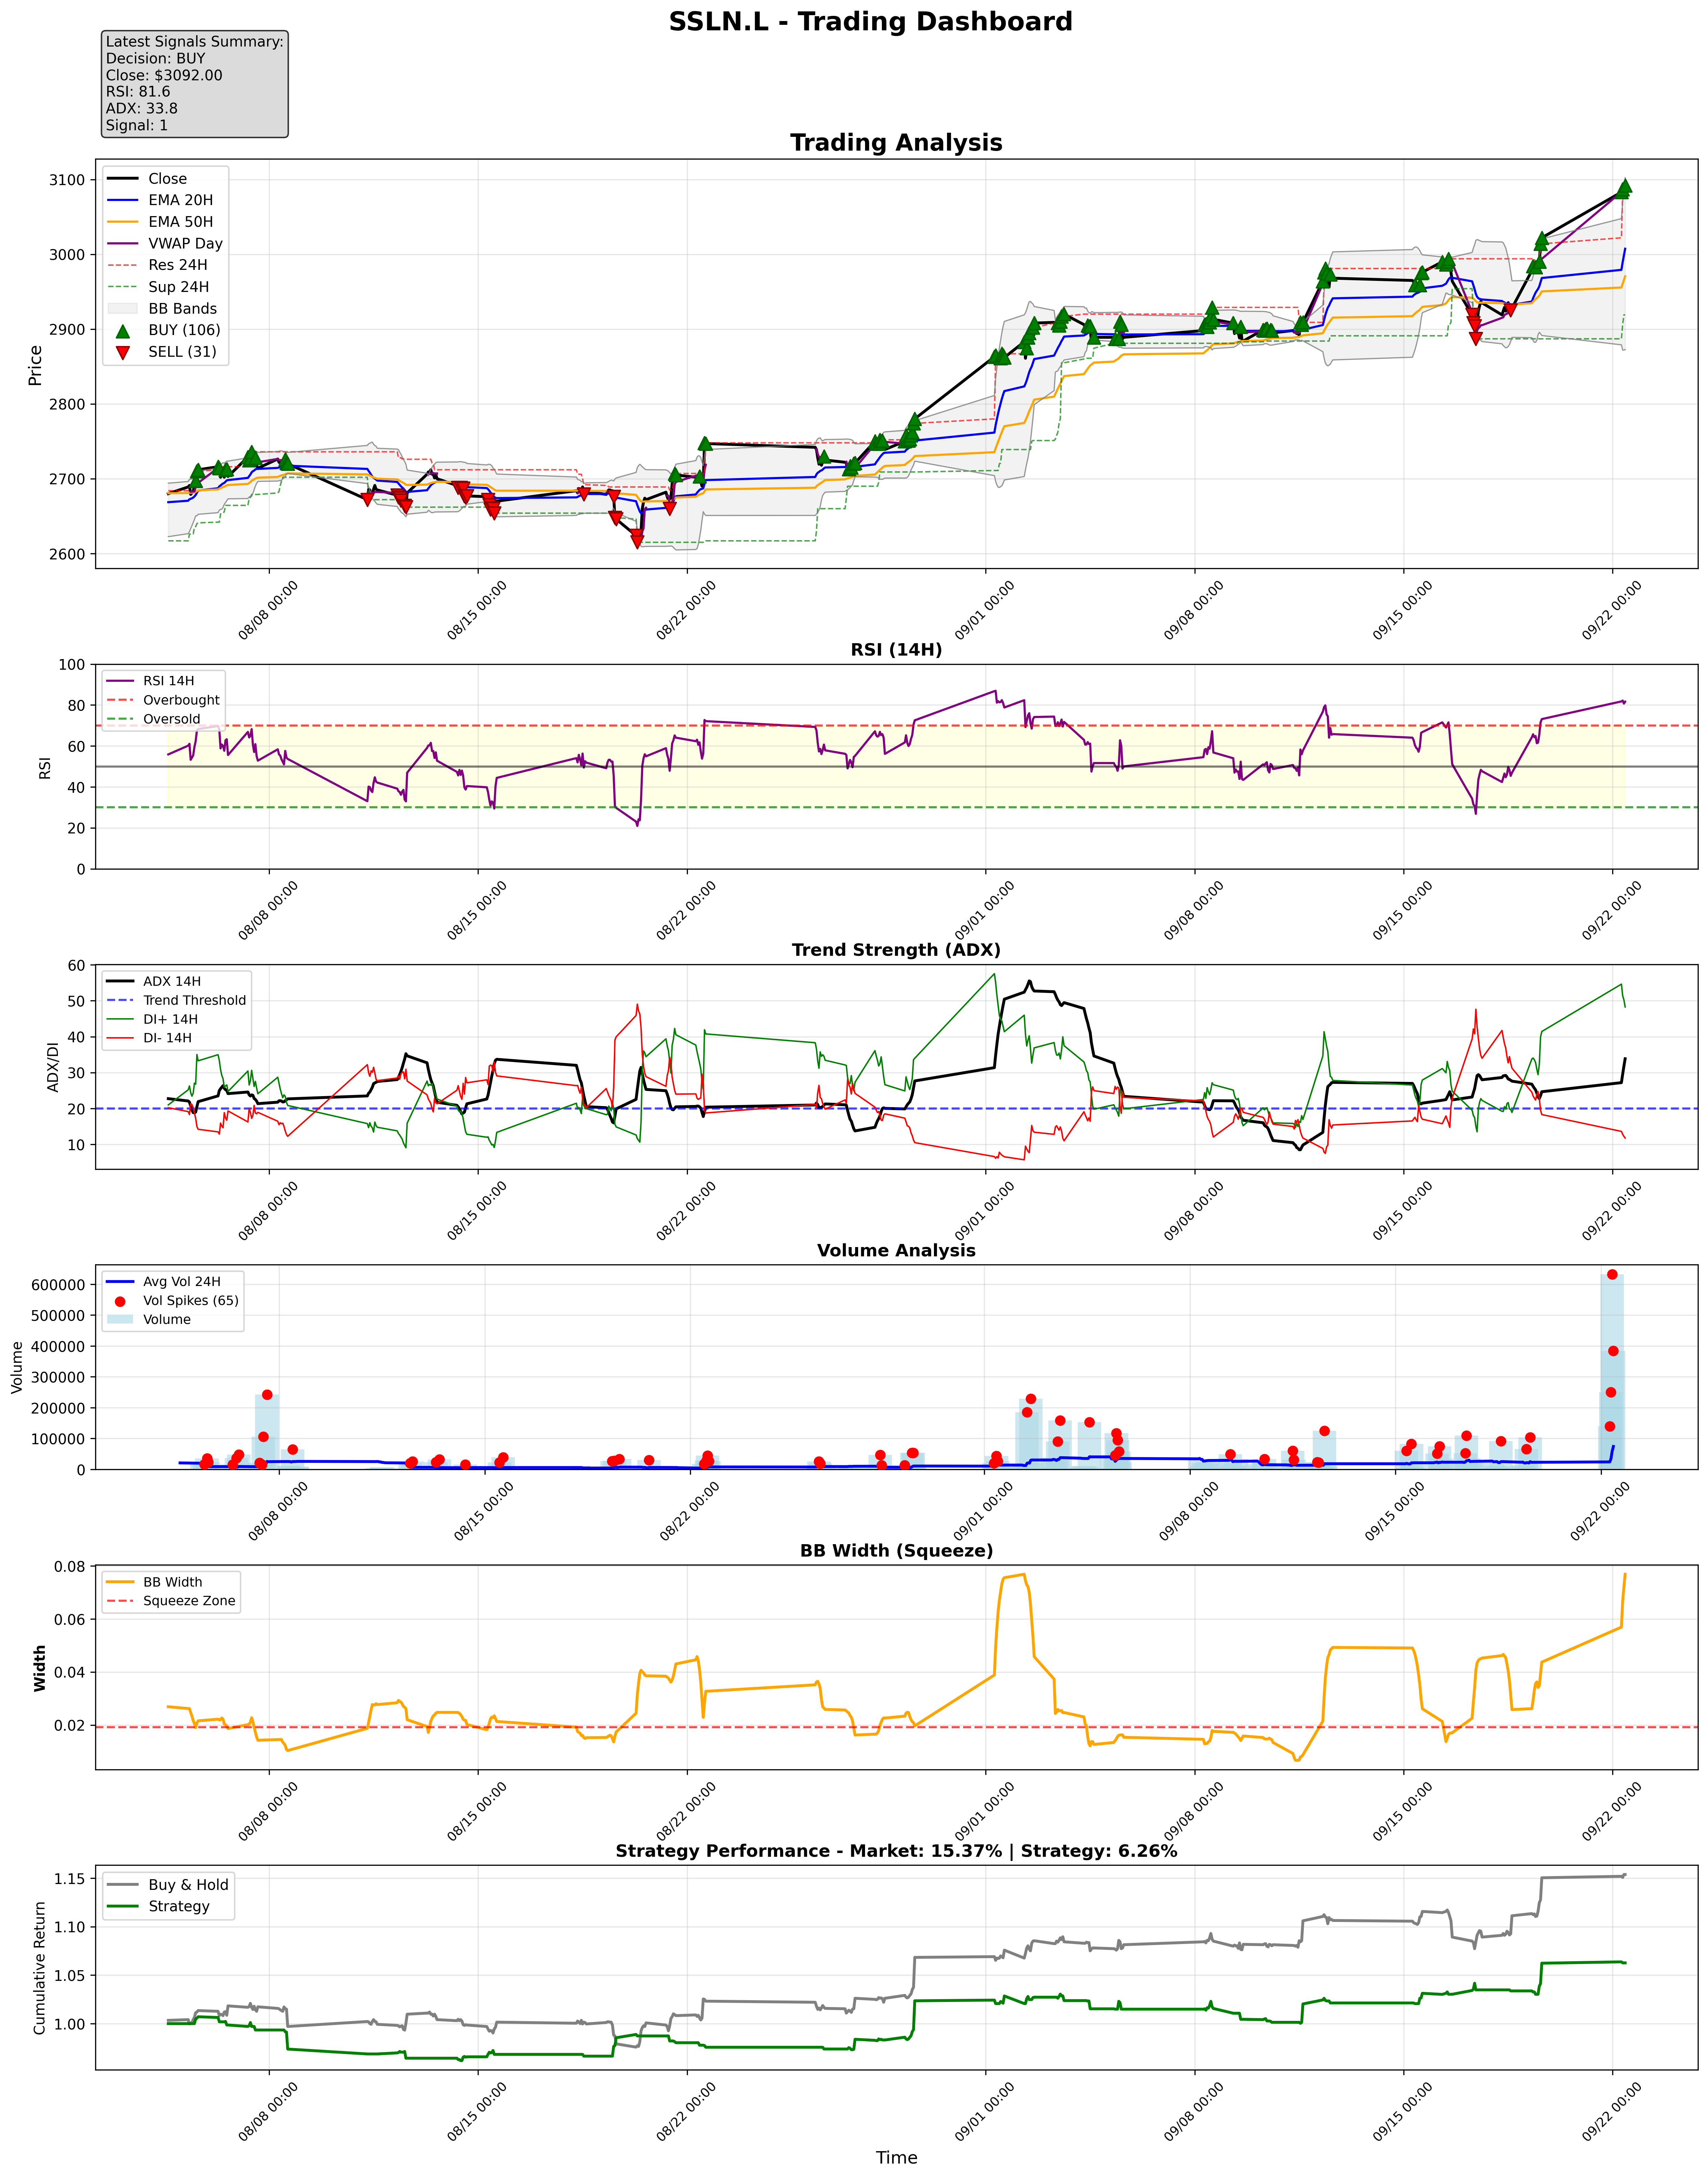 SSLN.L - Trading Dashboard
Latest Signals Summary:
Decision: BUY
Close: $3092.00
RSI: 81.6
ADX: 33.8
Signal: 1
Trading Analysis
Price
3100
3000
2900
2800
2700
2600
Close
EMA 20H
EMA 50H
VWAP Day
Res 24H
Sup 24H
BB Bands
BUY (106)
SELL (31)
08/08 00:00
08/15 00:00
08/22 00:00
09/01 00:00
09/08 00:00
09/15 00:00
09/22 00:00
RSI (14H)
RSI
100
80
60
40
20
0
RSI 14H
Overbought
Oversold
08/08 00:00
08/15 00:00
08/22 00:00
09/01 00:00
09/08 00:00
09/15 00:00
09/22 00:00
Trend Strength (ADX)
ADX/DI
60
50
40
30
20
10
ADX 14H
Trend Threshold
DI+ 14H
DI- 14H
08/08 00:00
08/15 00:00
08/22 00:00
09/01 00:00
09/08 00:00
09/15 00:00
09/22 00:00
Volume Analysis
Volume
600000
500000
400000
300000
200000
100000
0
Avg Vol 24H
Vol Spikes (65)
Volume
08/08 00:00
08/15 00:00
08/22 00:00
09/01 00:00
09/08 00:00
09/15 00:00
09/22 00:00
BB Width (Squeeze)
Width
0.08
0.06
0.04
0.02
BB Width
Squeeze Zone
08/08 00:00
08/15 00:00
08/22 00:00
09/01 00:00
09/08 00:00
09/15 00:00
09/22 00:00
Strategy Performance - Market: 15.37% | Strategy: 6.26%
Cumulative Return
1.15
1.10
1.05
1.00
Buy & Hold
Strategy
08/08 00:00
08/15 00:00
08/22 00:00
09/01 00:00
09/08 00:00
09/15 00:00
09/22 00:00
Time